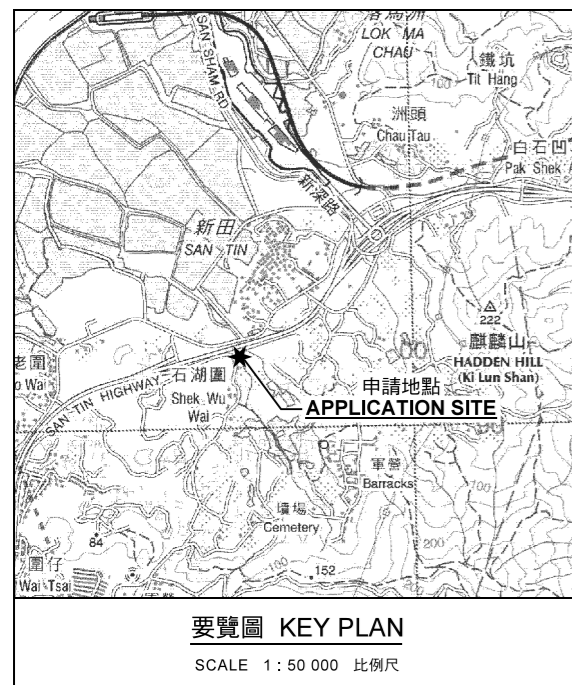 LOK MA
CHAU
鐵坑
Tit Hang
SAN SHAM RD
洲頭
Chau Tau
白石凹
Pak Shek A
新深路
新田
SAN TIN
222
麒麟山
HADDEN HILL
(Ki Lun Shan)
老圍
o Wai
SAN TIN HIGHWAY
石湖圍
Shek Wu
Wai
申請地點
APPLICATION SITE
軍營
Barracks
墳場
Cemetery
100
200
84
圍仔
Wai Tsai
100
152
要覽圖 KEY PLAN
SCALE 1 : 50 000 比例尺